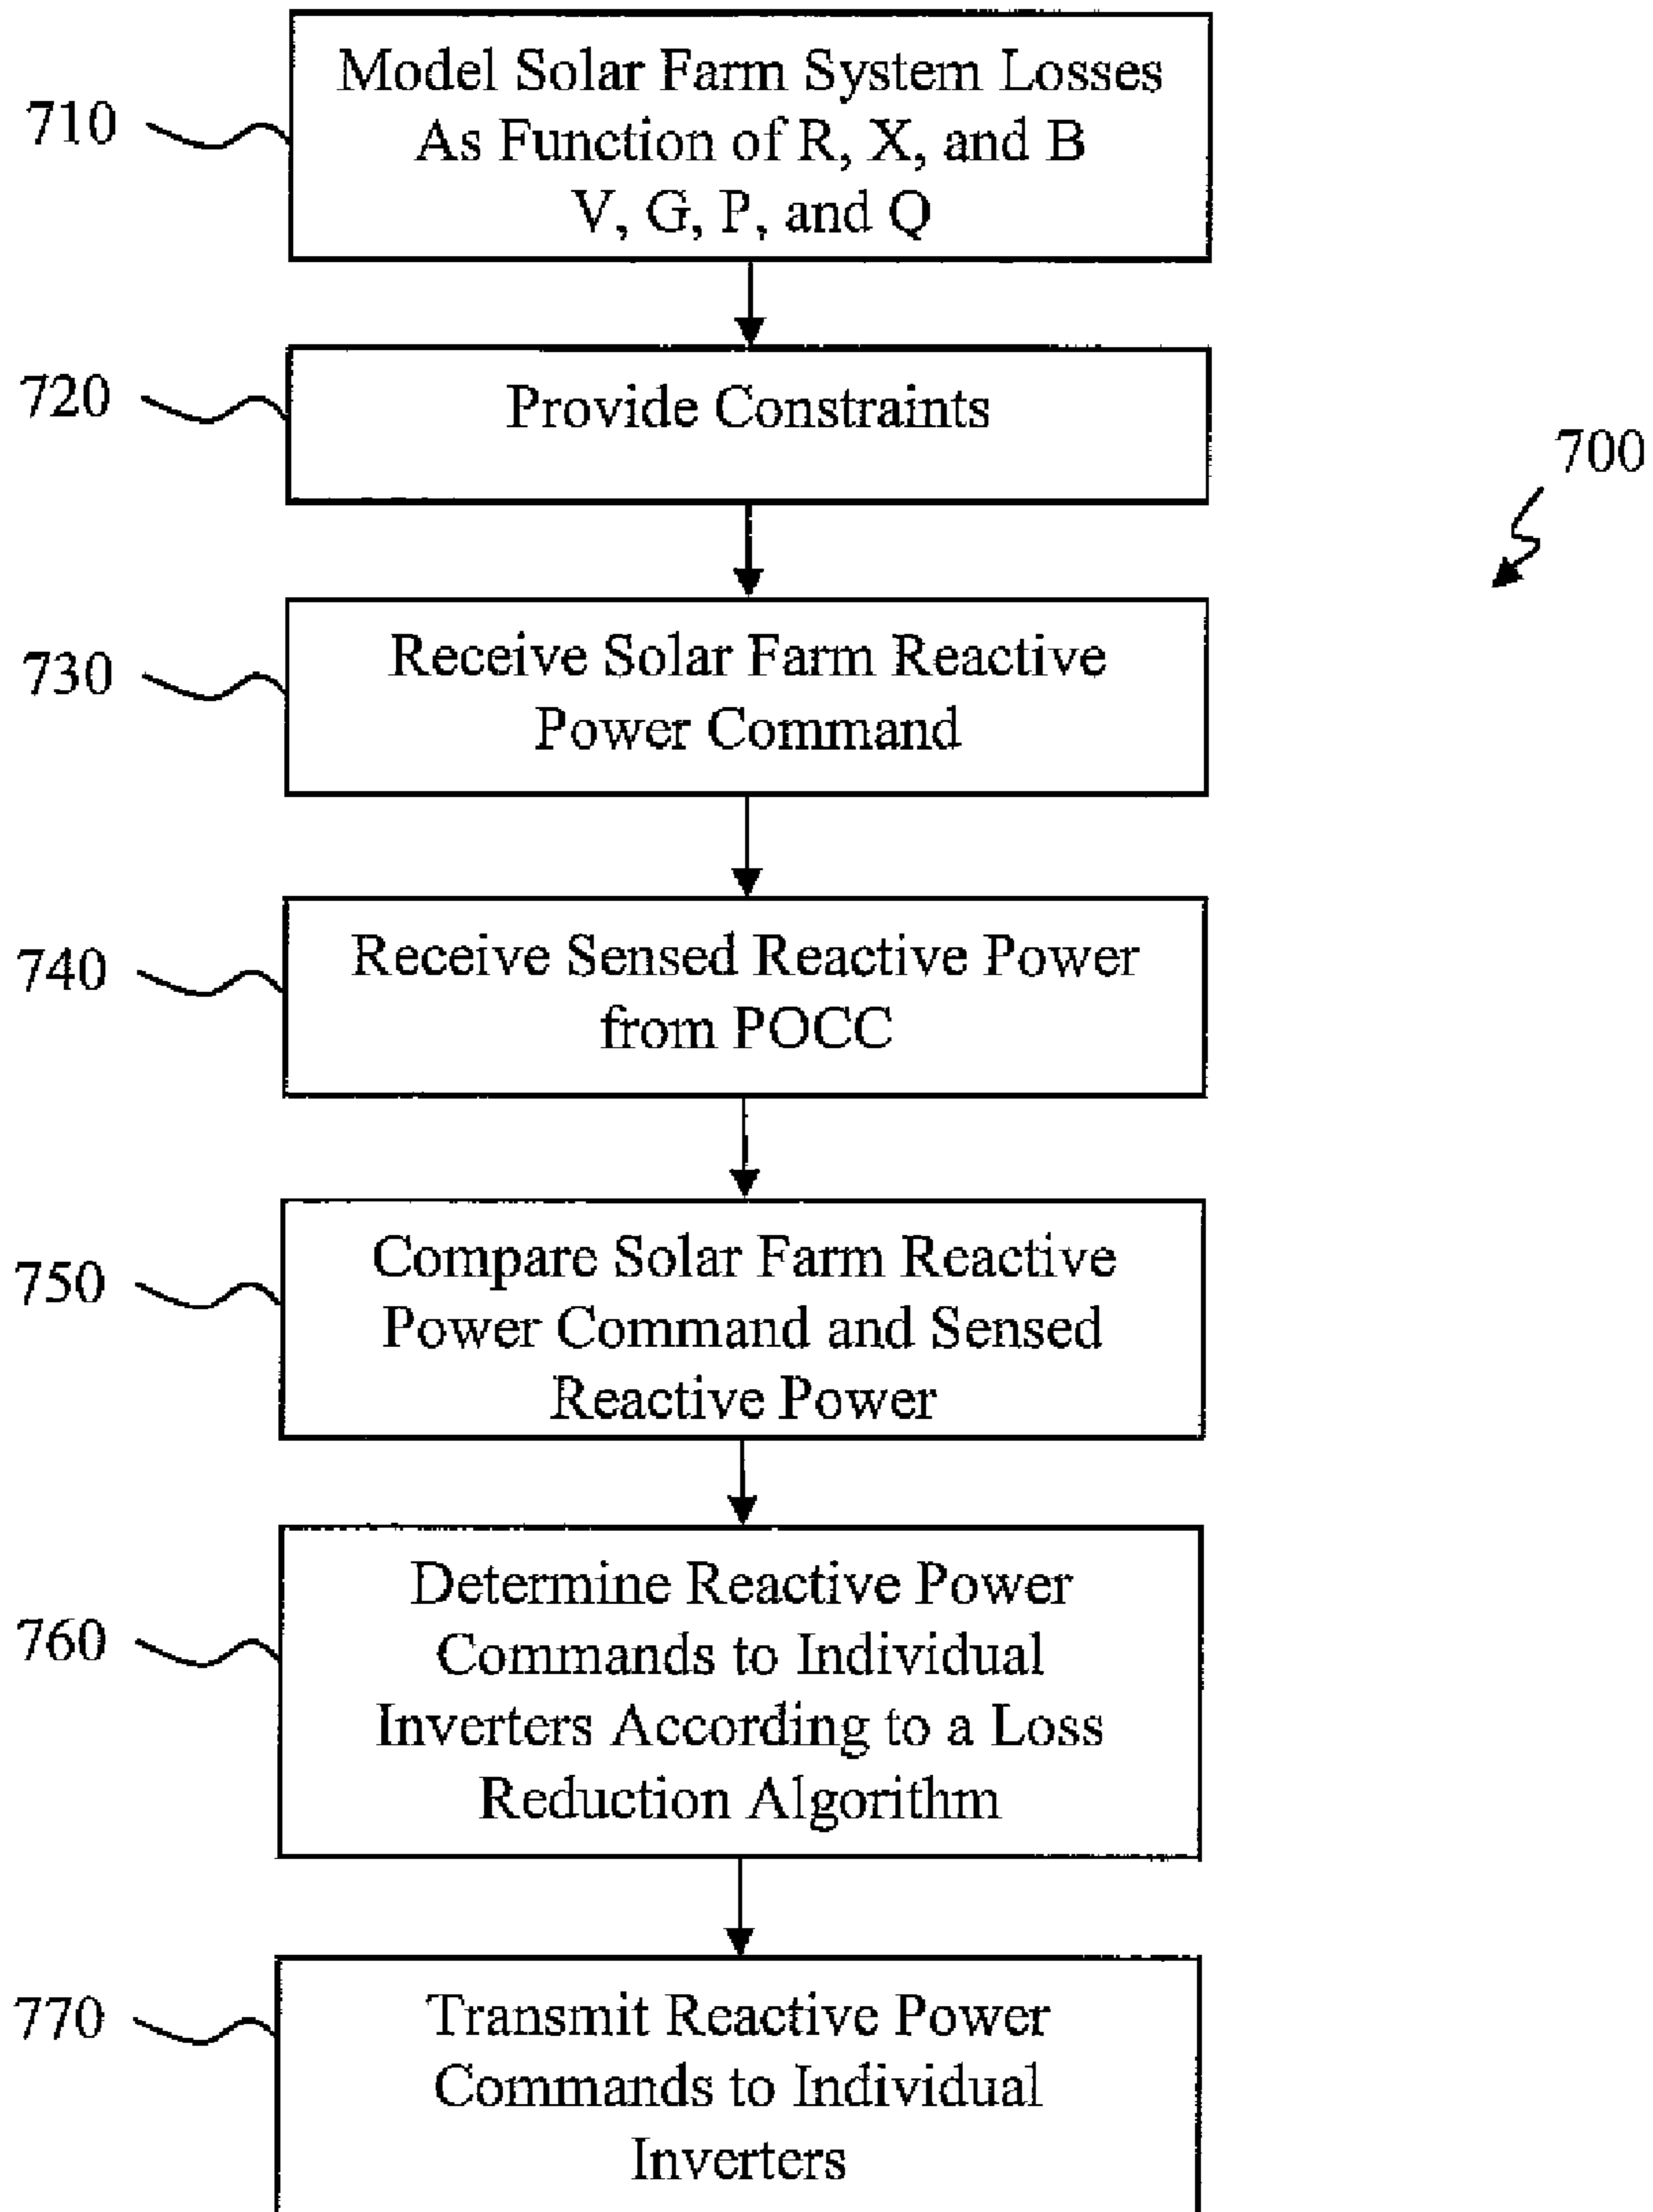 710
Model Solar Farm System Losses
As Function of R, X, and B
V, G, P, and Q
720
Provide Constraints
700
730
Receive Solar Farm Reactive
Power Command
740
Receive Sensed Reactive Power
from POCC
750
Compare Solar Farm Reactive
Power Command and Sensed
Reactive Power
760
Determine Reactive Power
Commands to Individual
Inverters According to a Loss
Reduction Algorithm
770
Transmit Reactive Power
Commands to Individual
Inverters